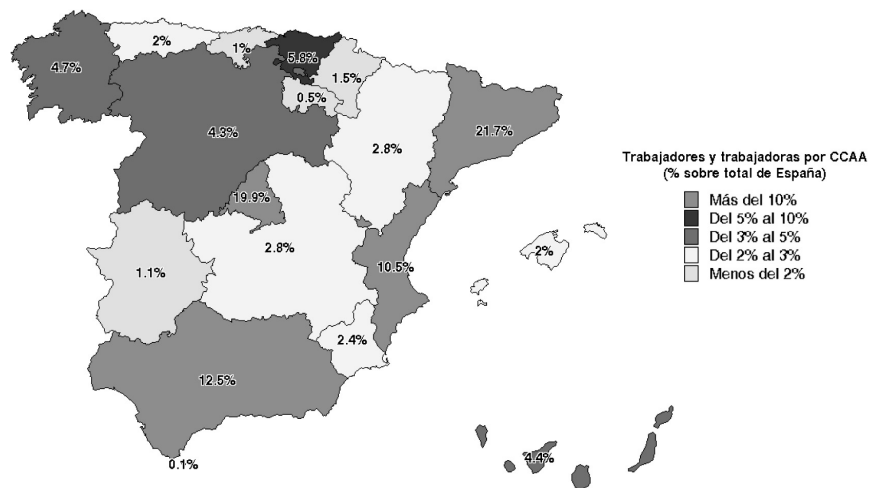 2%
1%
5.8%
4.7%
1.5%
0.5%
4.3%
2.8%
21.7%
19.9%
2.8%
2%
10.5%
1.1%
2.4%
12.5%
0.1%
4.4%
Trabajadores y trabajadoras por CCAA
(% sobre total de España)
Más del 10%
Del 5% al 10%
Del 3% al 5%
Del 2% al 3%
Menos del 2%